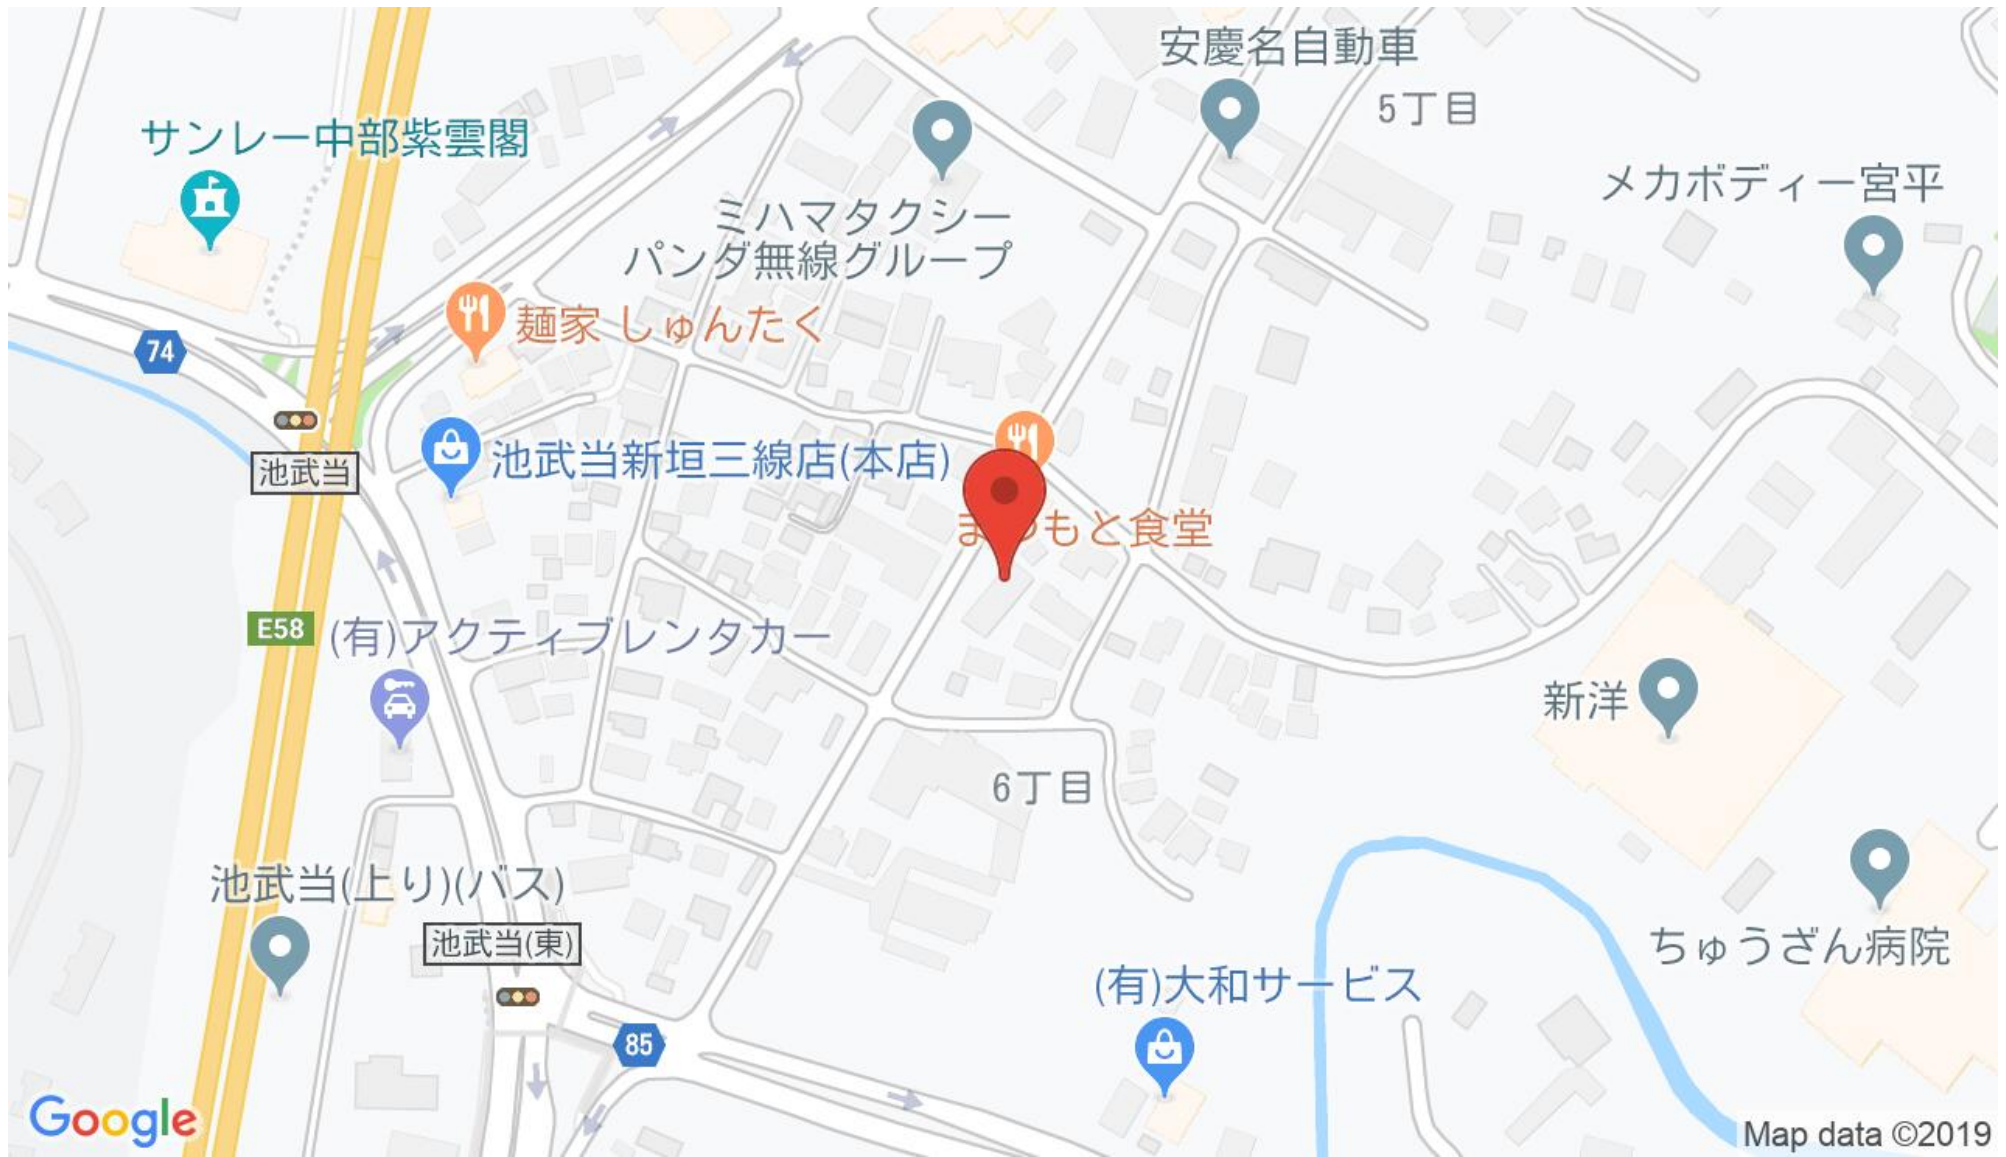 安慶名自動車
5丁目
サンレー中部紫雲閣
メカボディー宮平
ミハマタクシー
パンダ無線グループ
麺家 しゅんたく
74
池武当新垣三線店(本店)
池武当
もと食堂
E58
(有)アクティブレンタカー
新洋
6丁目
池武当(上り)(バス)
池武当(東)
ちゅうざん病院
(有)大和サービス
85
Google
Map data ©2019